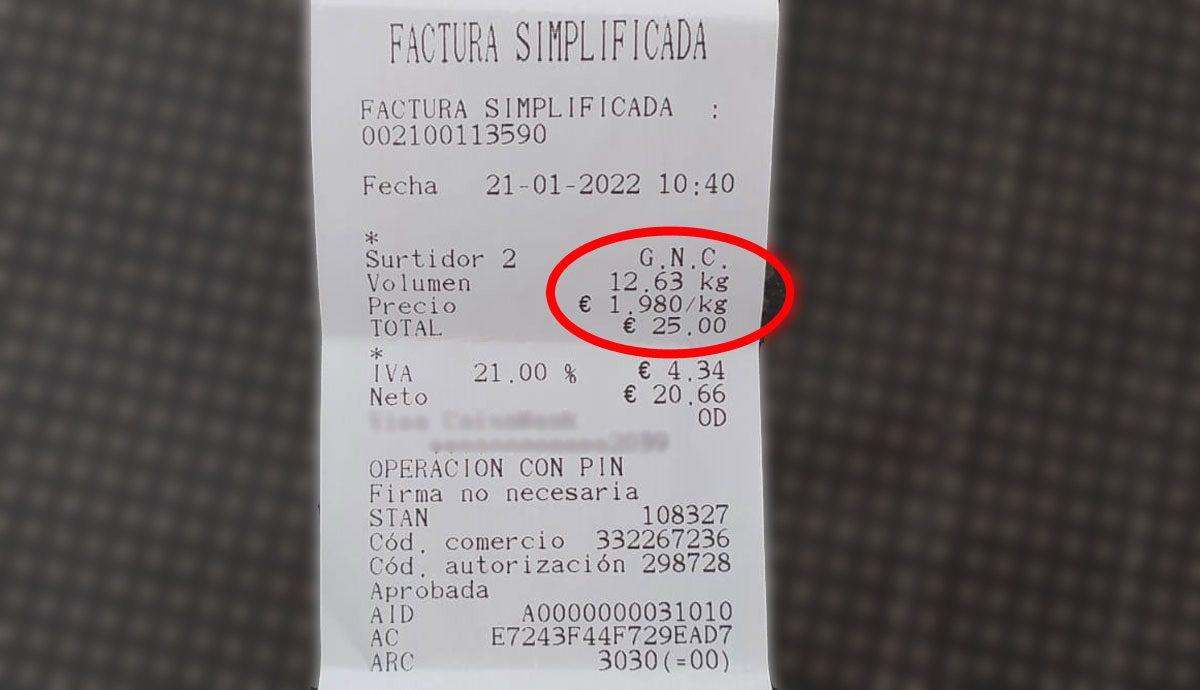 FACTURA SIMPLIFICADA
FACTURA SIMPLIFICADA :
002100113590
Fecha 21-01-2022 10:40
*
Surtidor 2 G.N.C.
Volumen 12.63 kg
Precio € 1.980/kg
TOTAL € 25.00
*
IVA 21.00 % € 4.34
Neto € 20.66
OD
OPERACION CON PIN
Firma no necesaria
STAN 108327
Cód. comercio 332267236
Cód. autorización 298728
Aprobada
AID A0000000031010
AC E7243F44F729EAD7
ARC 3030(=00)